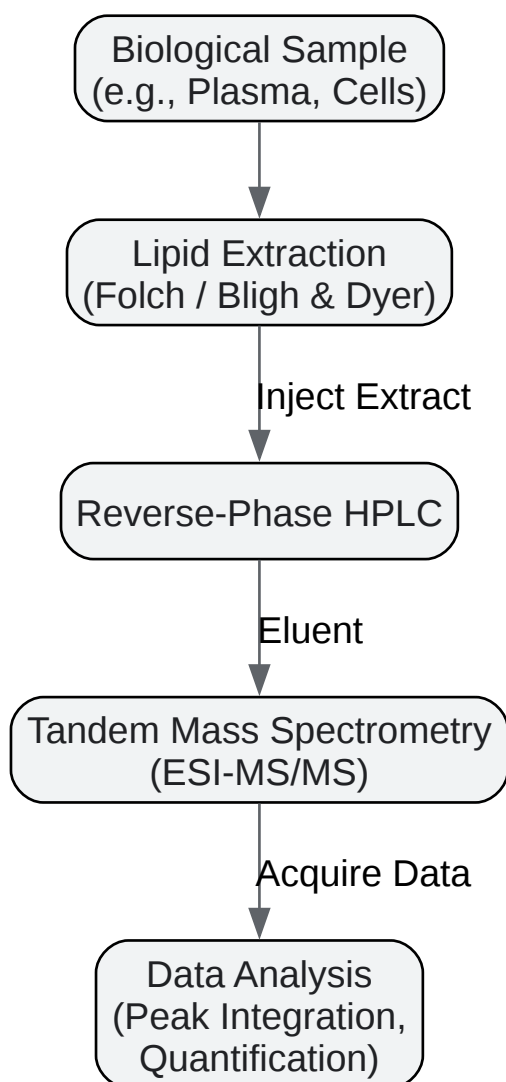 Biological Sample
(e.g., Plasma, Cells)
Lipid Extraction
(Folch / Bligh & Dyer)
Inject Extract
Reverse-Phase HPLC
Eluent
Tandem Mass Spectrometry
(ESI-MS/MS)
Acquire Data
Data Analysis
(Peak Integration,
Quantification)